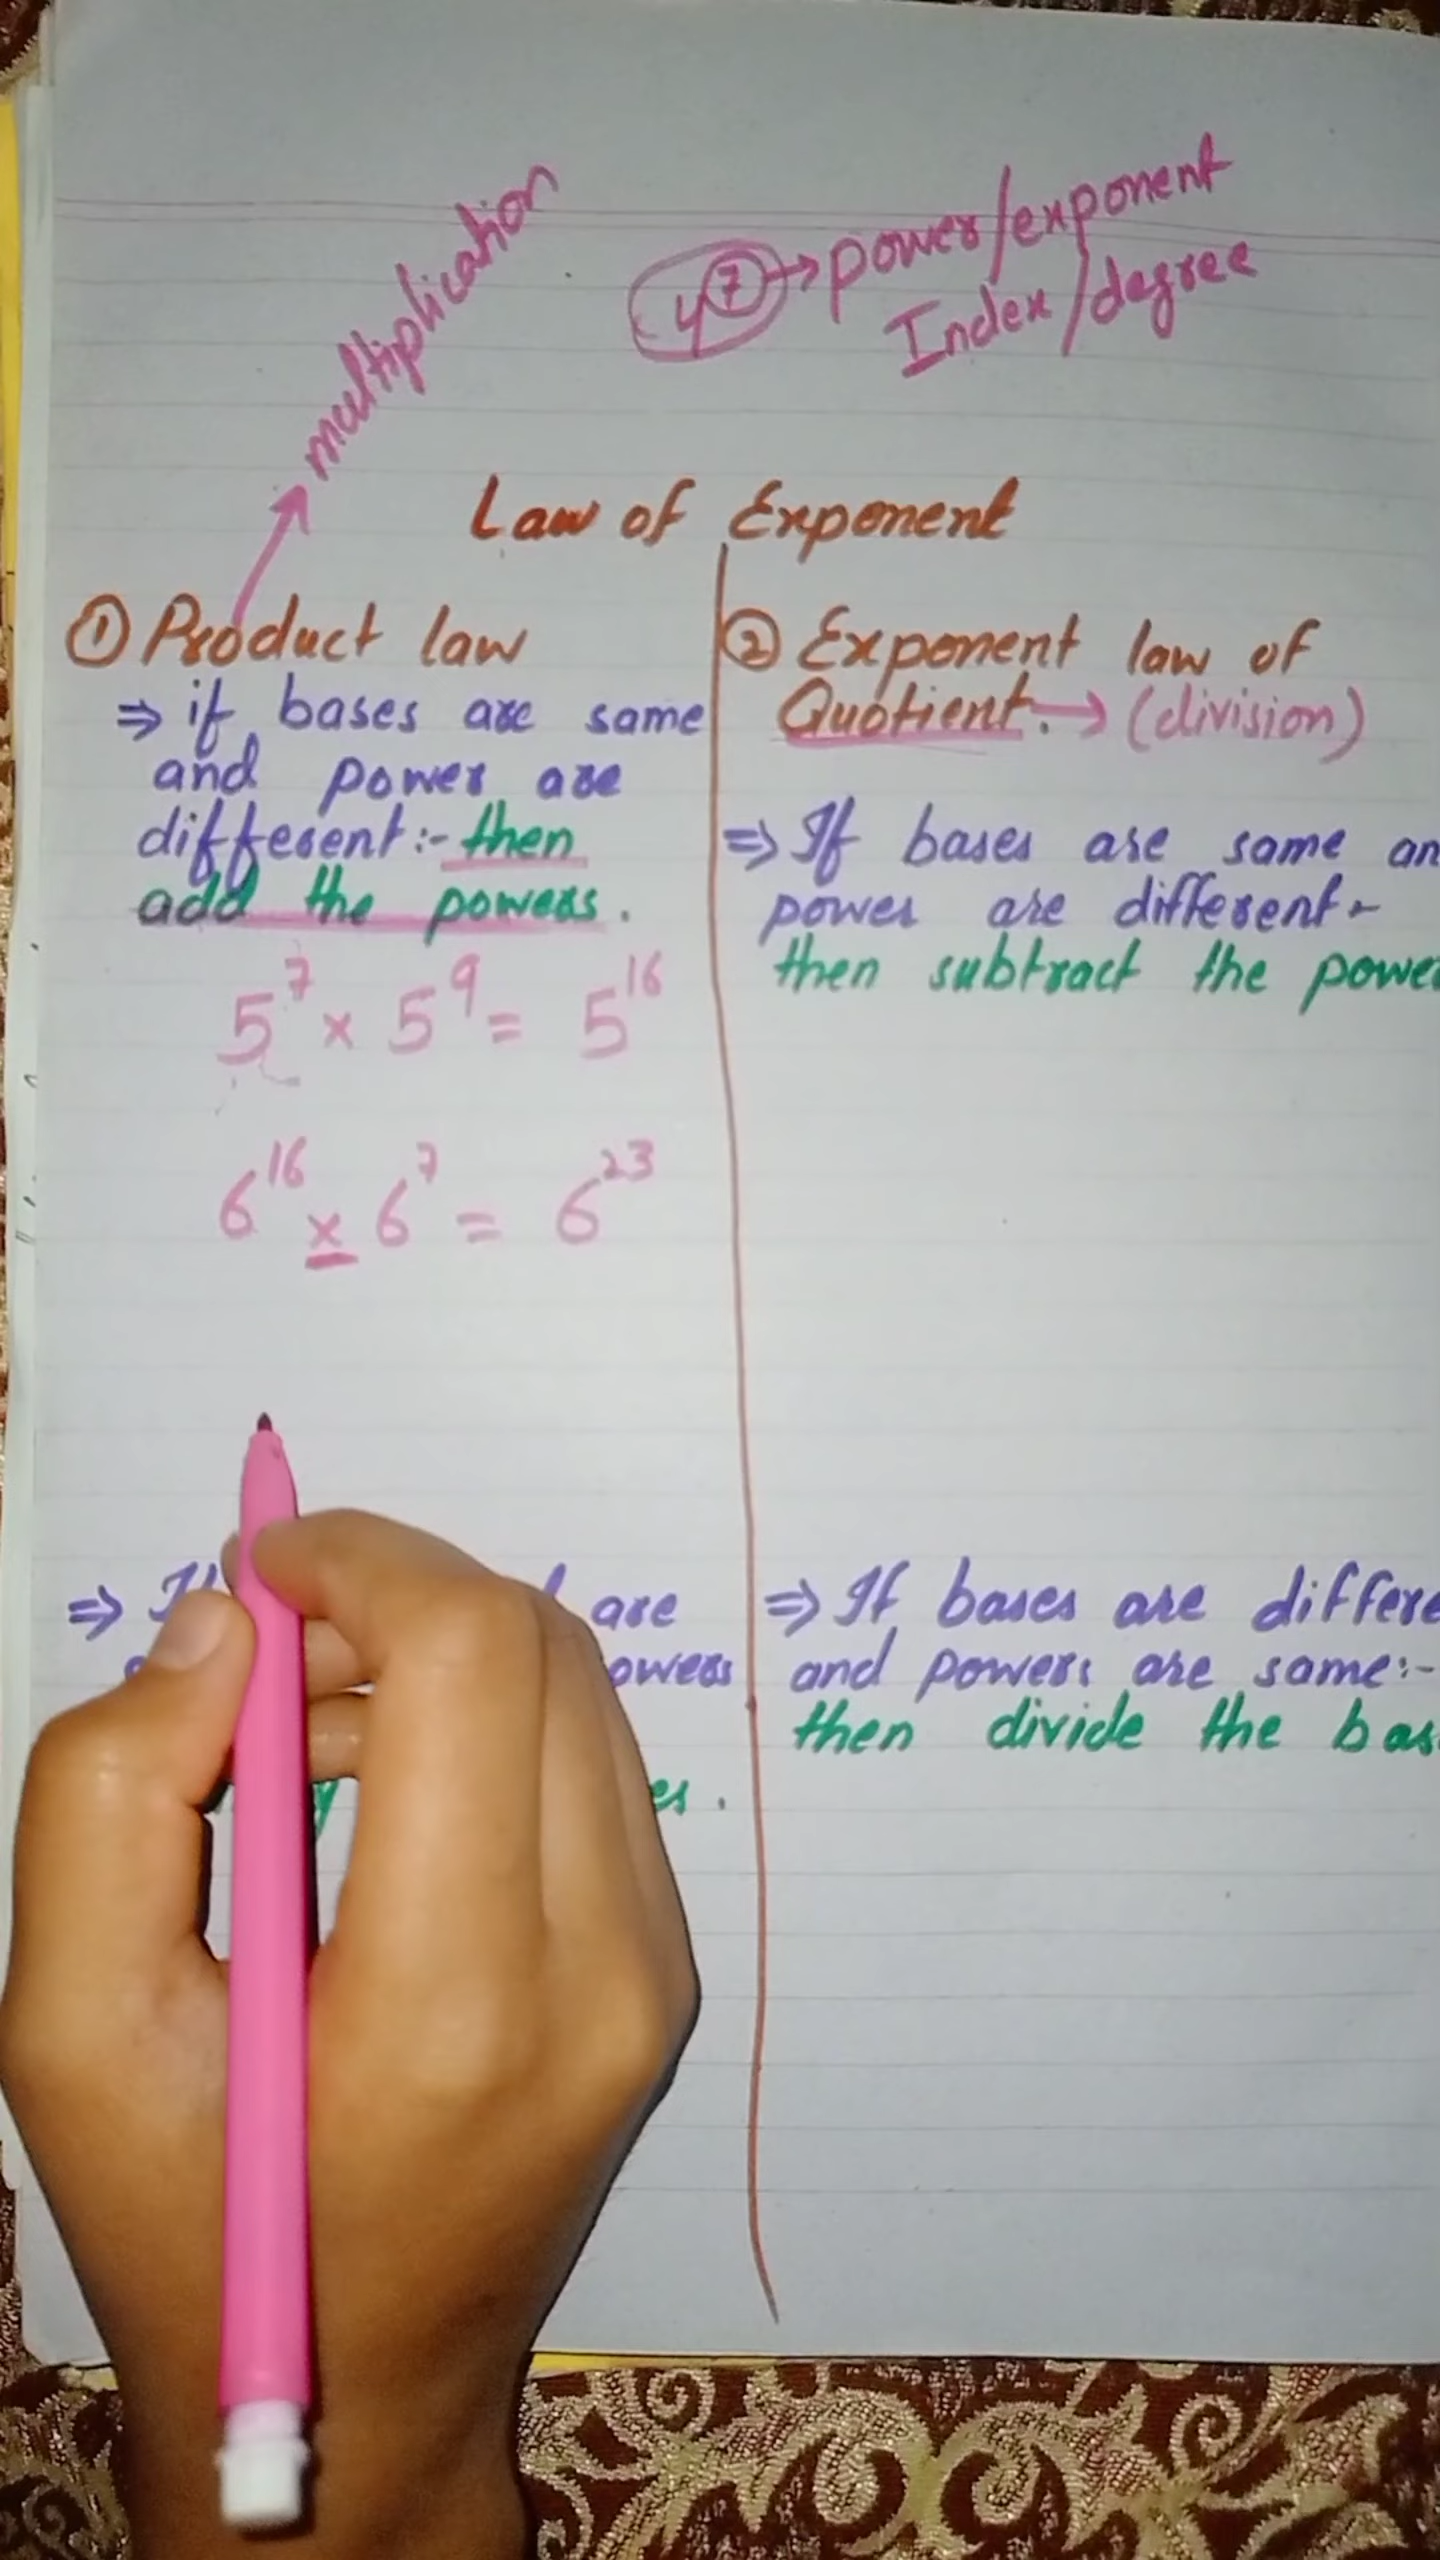 multiplication
4⁷ → power/exponent
Index/degree
Law of Exponent
① Product law
⇒ if bases are same
and power are
different:- then
add the powers.
5⁷ × 5⁹ = 5¹⁶
6¹⁶ × 6⁷ = 6²³
⇒ are
② Exponent law of
Quotient. → (division)
⇒ If bases are same
power are different-
then subtract the
⇒ If bases are
and powers are same:-
then divide the